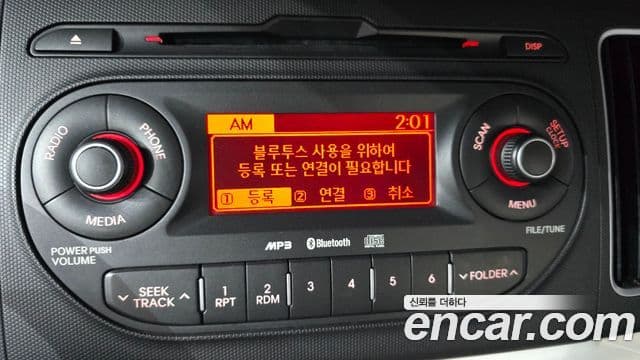 DISP
RADIO
PHONE
MEDIA
POWER PUSH
VOLUME
AM 2:01
블루투스 사용을 위하여
등록 또는 연결이 필요합니다
① 등록 ② 연결 ③ 취소
SCAN
SETUP
CLOCK
MENU
FILE/TUNE
MP3 Bluetooth
SEEK
TRACK
1
RPT
2
RDM
3
4
5
6
FOLDER
신뢰를 더하다
encar.com